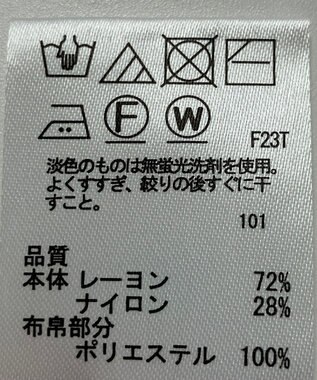 F W F23T
淡色のものは無蛍光洗剤を使用。
よくすすぎ、絞りの後すぐに干
すこと。
101
品質
本体 レーヨン 72%
ナイロン 28%
布帛部分
ポリエステル 100%